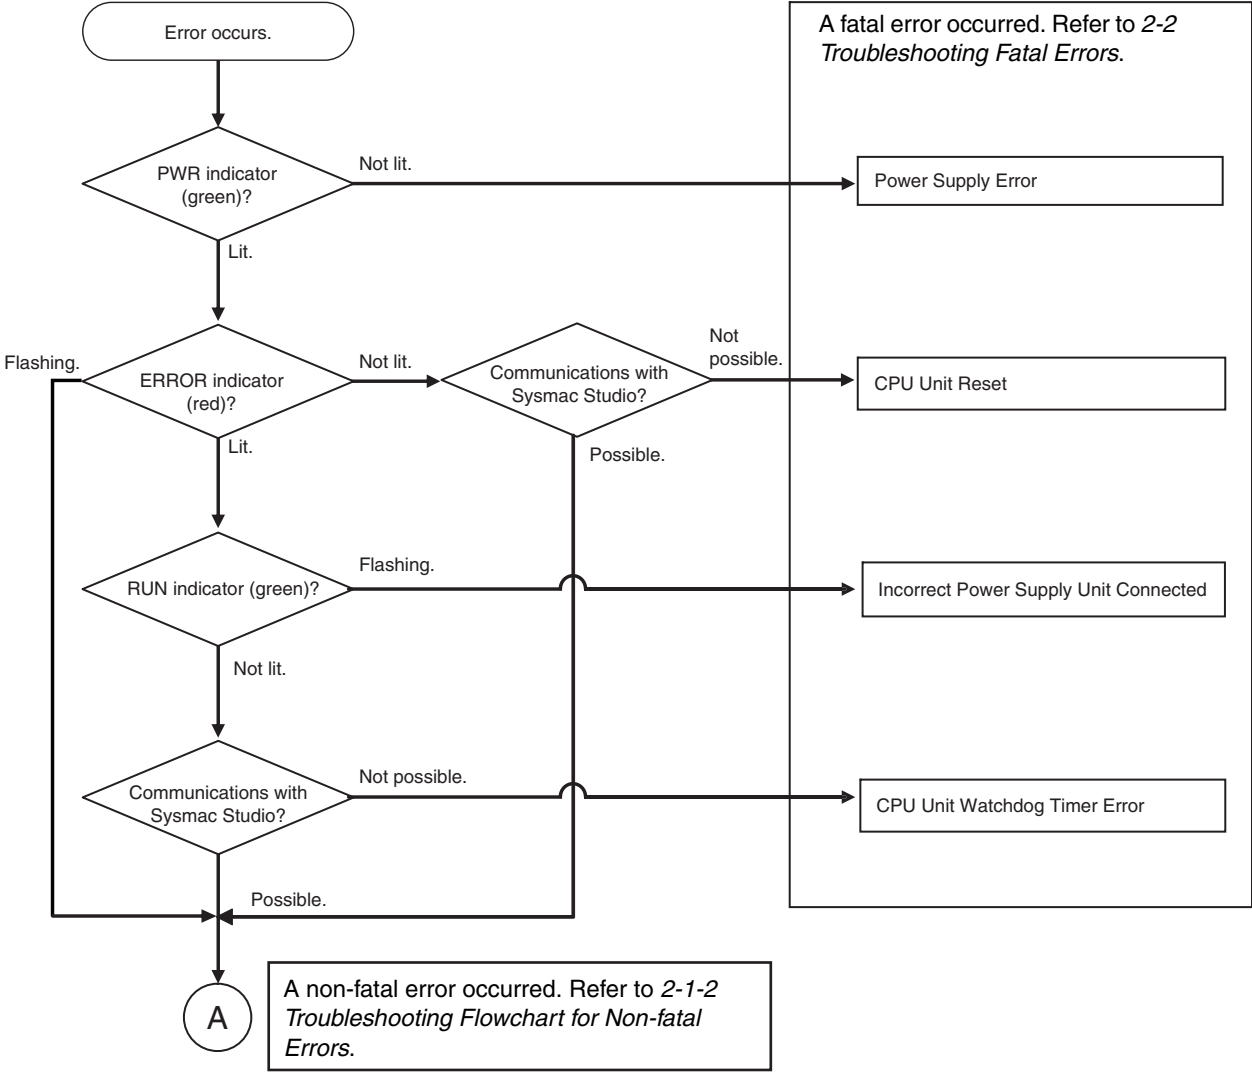 Error occurs.
A fatal error occurred. Refer to 2-2
Troubleshooting Fatal Errors.
PWR indicator
(green)?
Not lit.
Power Supply Error
Lit.
Flashing.
ERROR indicator
(red)?
Not lit.
Communications with
Sysmac Studio?
Not
possible.
CPU Unit Reset
Lit.
Possible.
RUN indicator (green)?
Flashing.
Incorrect Power Supply Unit Connected
Not lit.
Communications with
Sysmac Studio?
Not possible.
CPU Unit Watchdog Timer Error
Possible.
A
A non-fatal error occurred. Refer to 2-1-2
Troubleshooting Flowchart for Non-fatal
Errors.